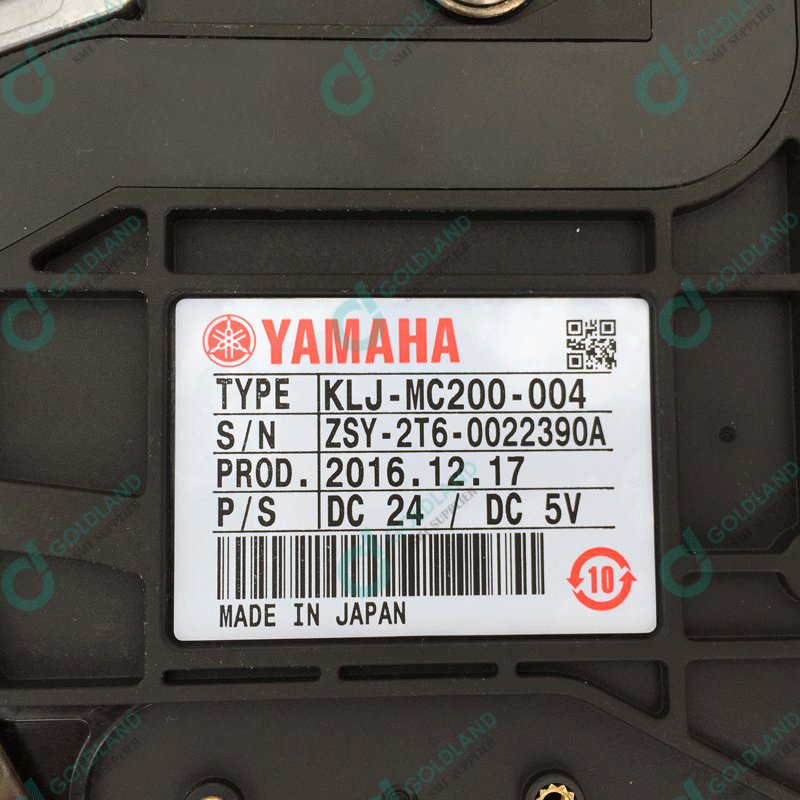 YAMAHA
TYPE KLJ-MC200-004
S/N ZSY-2T6-0022390A
PROD. 2016.12.17
P/S DC 24 / DC 5V
10
MADE IN JAPAN
GOLDLAND
SMT SUPPLIER